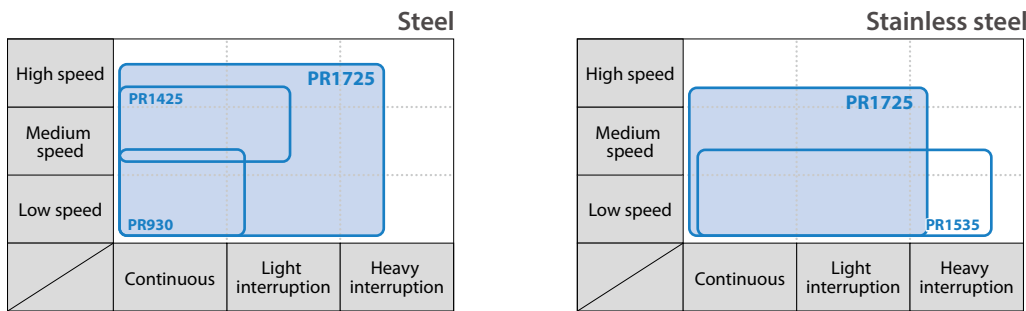 Steel
High speed
Medium
speed
Low speed
PR1725
PR1425
PR930
Continuous
Light
interruption
Heavy
interruption
Stainless steel
High speed
Medium
speed
Low speed
PR1725
PR1535
Continuous
Light
interruption
Heavy
interruption